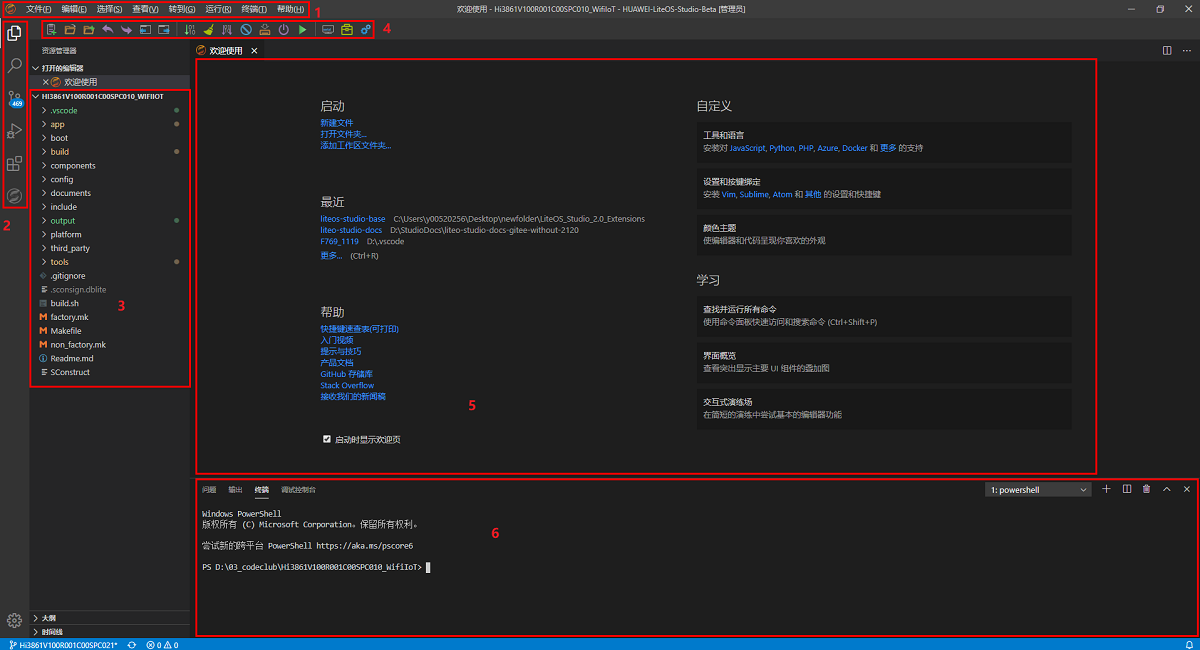 文件(F) 编辑(E) 选择(S) 查看(V) 转到(G) 运行(R) 终端(T) 帮助(H)
1
欢迎使用 - Hi3861V100R001C00SPC010_WifiIoT - HUAWEI-LiteOS-Studio-Beta [管理员]
4
资源管理器
欢迎使用
打开的编辑器
欢迎使用
HI3861V100R001C00SPC010_WIFIIOT
.vscode
app
boot
build
components
config
documents
include
output
platform
third_party
tools
.gitignore
.sconsign.dblite
build.sh
factory.mk
Makefile
non_factory.mk
Readme.md
SConstruct
469
2
3
启动
新建文件
打开文件夹...
添加工作区文件夹...
最近
liteos-studio-base C:\Users\y00520256\Desktop\newfolder\LiteOS_Studio_2.0_Extensions
liteo-studio-docs D:\StudioDocs\liteo-studio-docs-gitee-without-2120
F769_1119 D:\.vscode
更多... (Ctrl+R)
帮助
快捷键速查表(可打印)
入门视频
提示与技巧
产品文档
GitHub 存储库
Stack Overflow
接收我们的新闻稿
5
启动时显示欢迎页
自定义
工具和语言
安装对 JavaScript, Python, PHP, Azure, Docker 和 更多 的支持
设置和按键绑定
安装 Vim, Sublime, Atom 和 其他 的设置和快捷键
颜色主题
使编辑器和代码呈现你喜欢的外观
学习
查找并运行所有命令
使用命令面板快速访问和搜索命令 (Ctrl+Shift+P)
界面概览
查看突出显示主要 UI 组件的叠加图
交互式演练场
在简短的演练中尝试基本的编辑器功能
问题 输出 终端 调试控制台
1: powershell
Windows PowerShell
版权所有 (C) Microsoft Corporation。保留所有权利。
尝试新的跨平台 PowerShell https://aka.ms/pscore6
PS D:\03_codeclub\Hi3861V100R001C00SPC010_WifiIoT>
6
大纲
时间线
Hi3861V100R001C00SPC021* 0 0